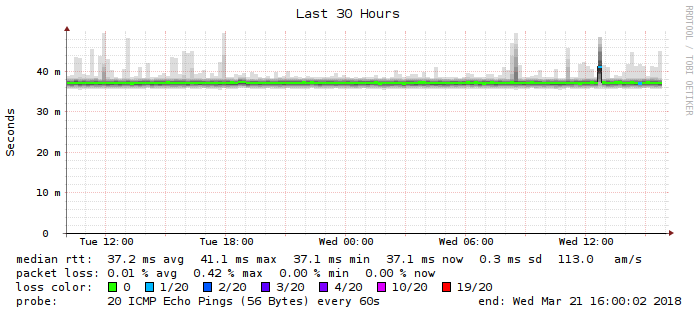 Last 30 Hours
RRDTOOL / TOBI OETIKER
Seconds
40 m
30 m
20 m
10 m
0
Tue 12:00 Tue 18:00 Wed 00:00 Wed 06:00 Wed 12:00
median rtt: 37.2 ms avg 41.1 ms max 37.1 ms min 37.1 ms now 0.3 ms sd 113.0 am/s
packet loss: 0.01 % avg 0.42 % max 0.00 % min 0.00 % now
loss color: 0 1/20 2/20 3/20 4/20 10/20 19/20
probe: 20 ICMP Echo Pings (56 Bytes) every 60s end: Wed Mar 21 16:00:02 2018